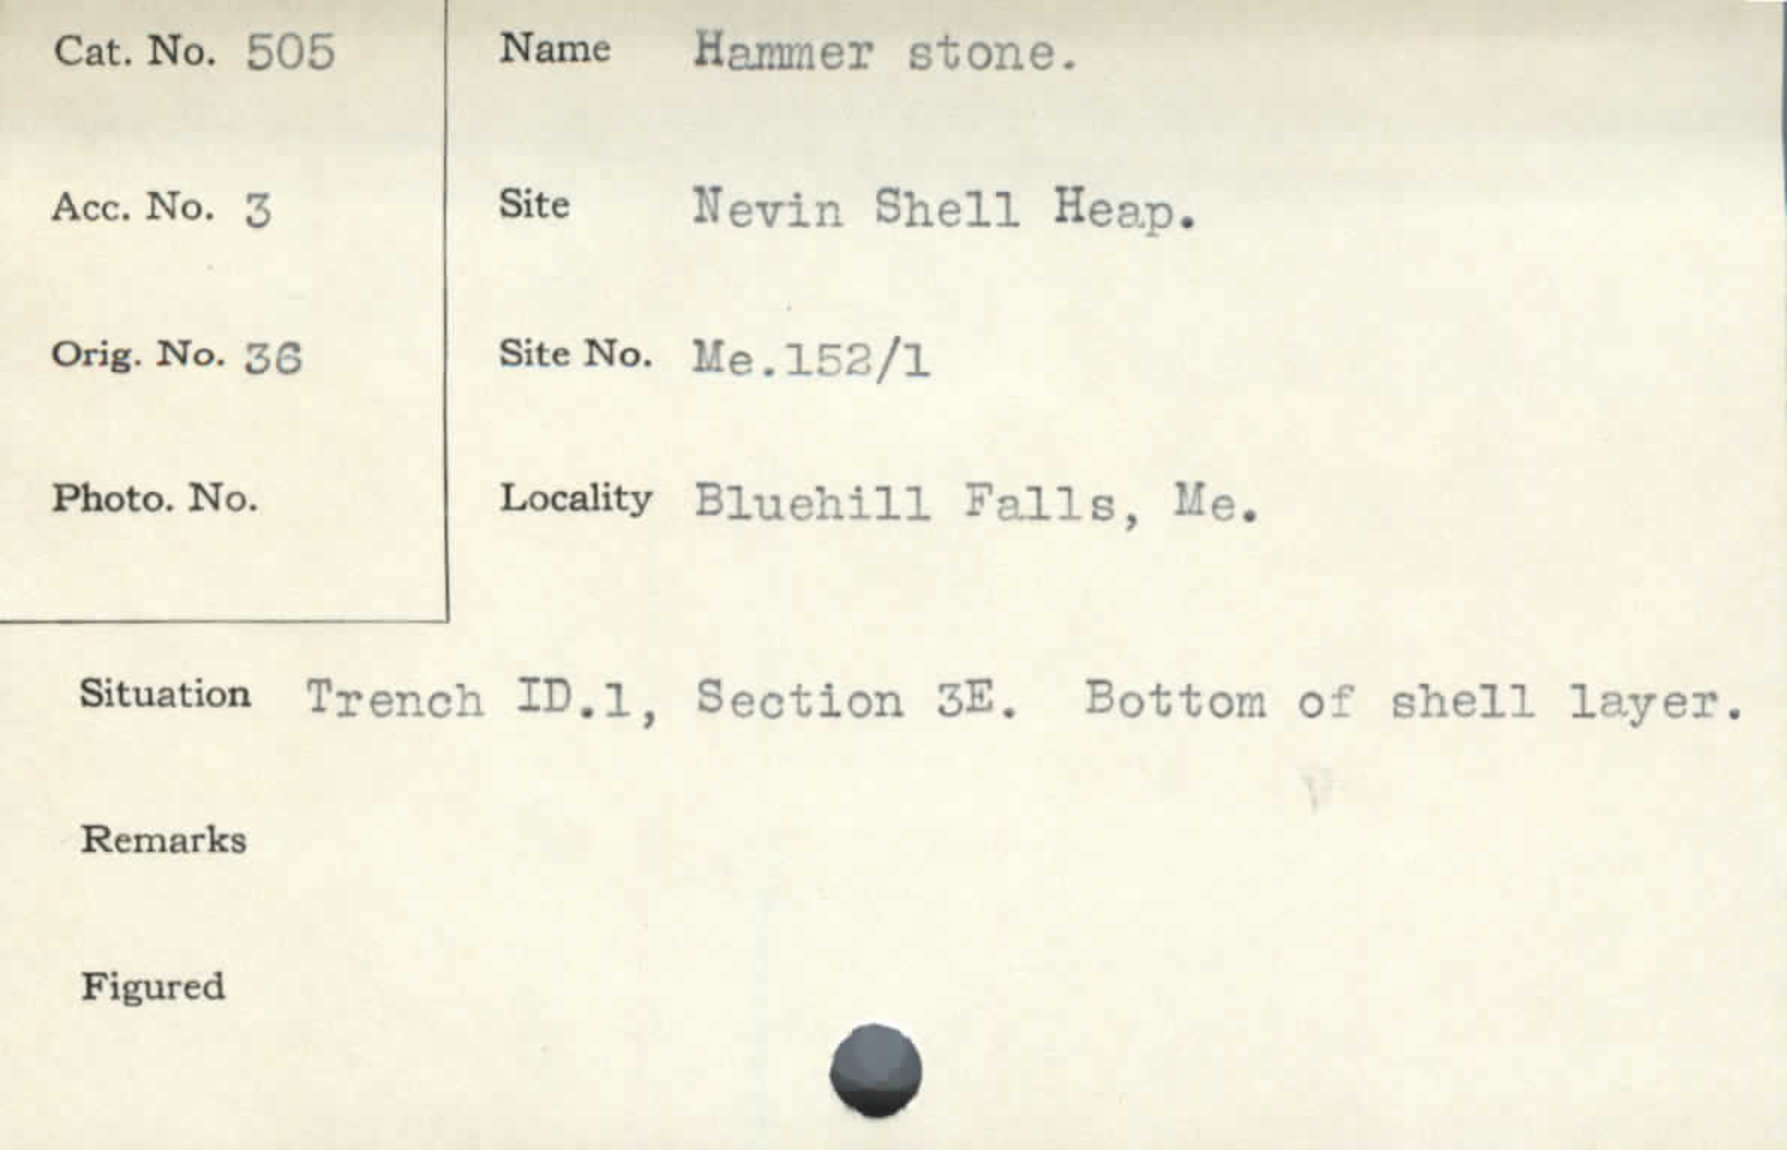 Cat. No. 505
Name Hammer stone.
Acc. No. 3
Site Nevin Shell Heap.
Orig. No. 36
Site No. Me.152/1
Photo. No.
Locality Bluehill Falls, Me.
Situation Trench ID.1, Section 3E. Bottom of shell layer.
Remarks
Figured